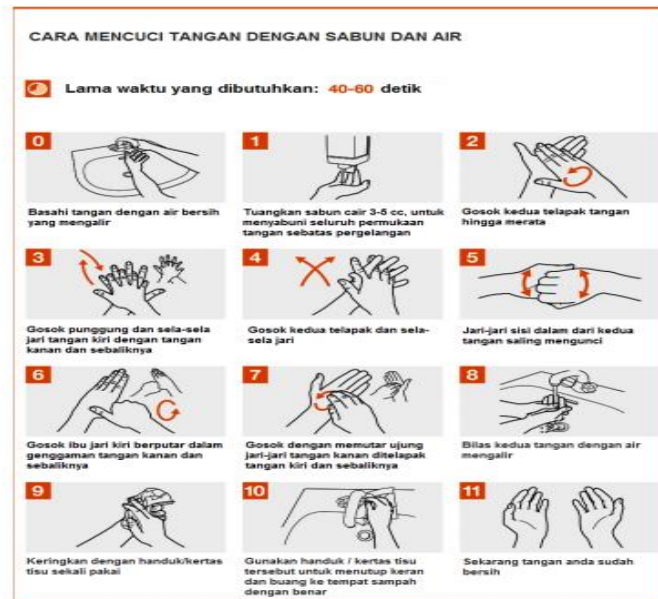 CARA MENCUCI TANGAN DENGAN SABUN DAN AIR
Lama waktu yang dibutuhkan: 40-60 detik
0
Basahi tangan dengan air bersih
yang mengalir
1
Tuangkan sabun cair 3-5 cc, untuk
menyabuni seluruh permukaan
tangan sebatas pergelangan
2
Gosok kedua telapak tangan
hingga merata
3
Gosok punggung dan sela-sela
jari tangan kiri dengan tangan
kanan dan sebaliknya
4
Gosok kedua telapak dan sela-
sela jari
5
Jari-jari sisi dalam dari kedua
tangan saling mengunci
6
Gosok ibu jari kiri berputar dalam
genggaman tangan kanan dan
sebaliknya
7
Gosok dengan memutar ujung
jari-jari tangan kanan ditelapak
tangan kiri dan sebaliknya
8
Bilas kedua tangan dengan air
mengalir
9
Keringkan dengan handuk/kertas
tisu sekali pakai
10
Gunakan handuk / kertas tisu
tersebut untuk menutup keran
dan buang ke tempat sampah
dengan benar
11
Sekarang tangan anda sudah
bersih